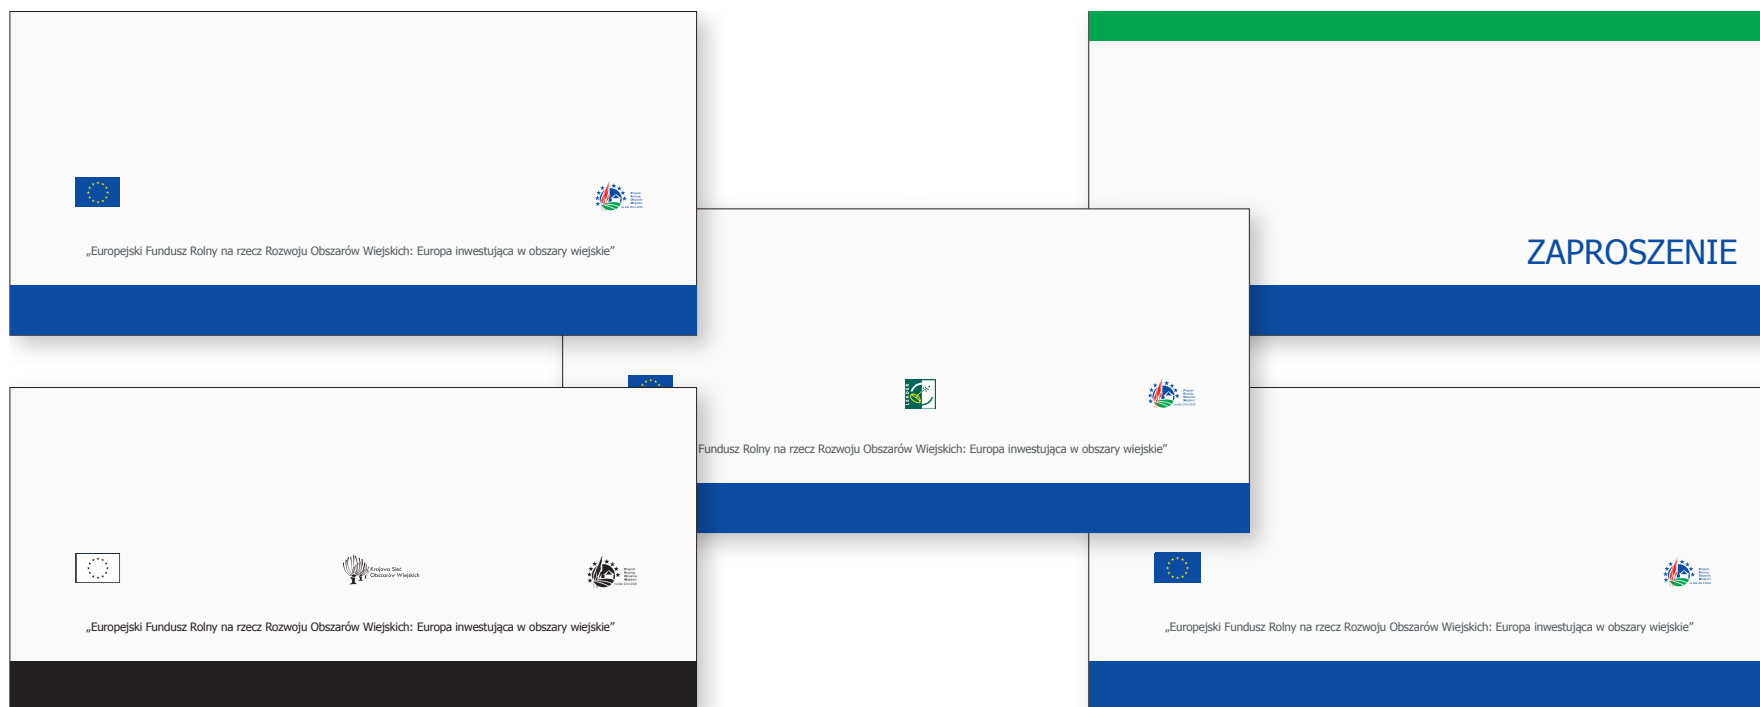 „Europejski Fundusz Rolny na rzecz Rozwoju Obszarów Wiejskich: Europa inwestująca w obszary wiejskie”
ZAPROSZENIE
LEADER
Fundusz Rolny na rzecz Rozwoju Obszarów Wiejskich: Europa inwestująca w obszary wiejskie”
Krajowa Sieć
Obszarów Wiejskich
„Europejski Fundusz Rolny na rzecz Rozwoju Obszarów Wiejskich: Europa inwestująca w obszary wiejskie”
„Europejski Fundusz Rolny na rzecz Rozwoju Obszarów Wiejskich: Europa inwestująca w obszary wiejskie”